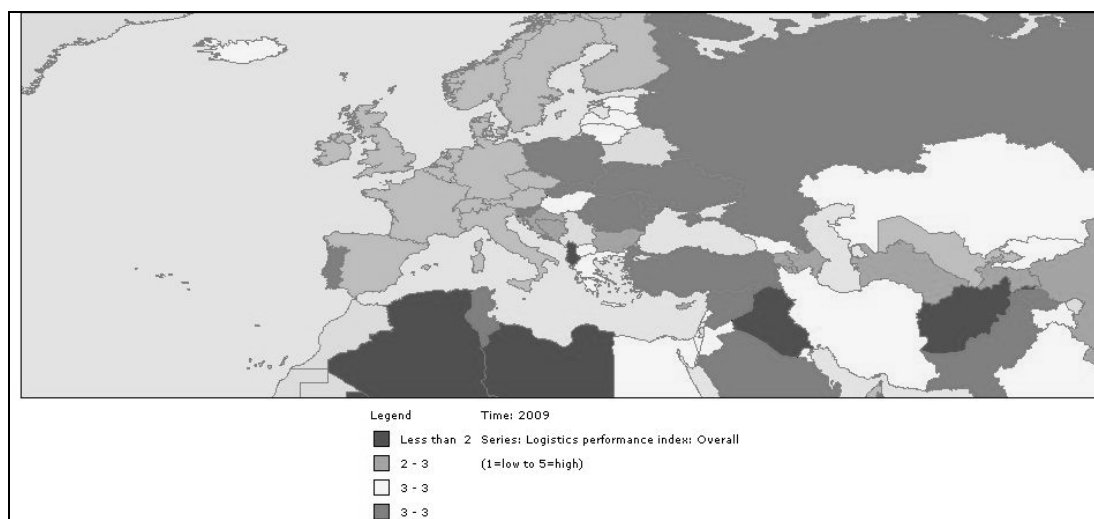 Legend Time: 2009
Less than 2 Series: Logistics performance index: Overall
2 - 3 (1=low to 5=high)
3 - 3
3 - 3